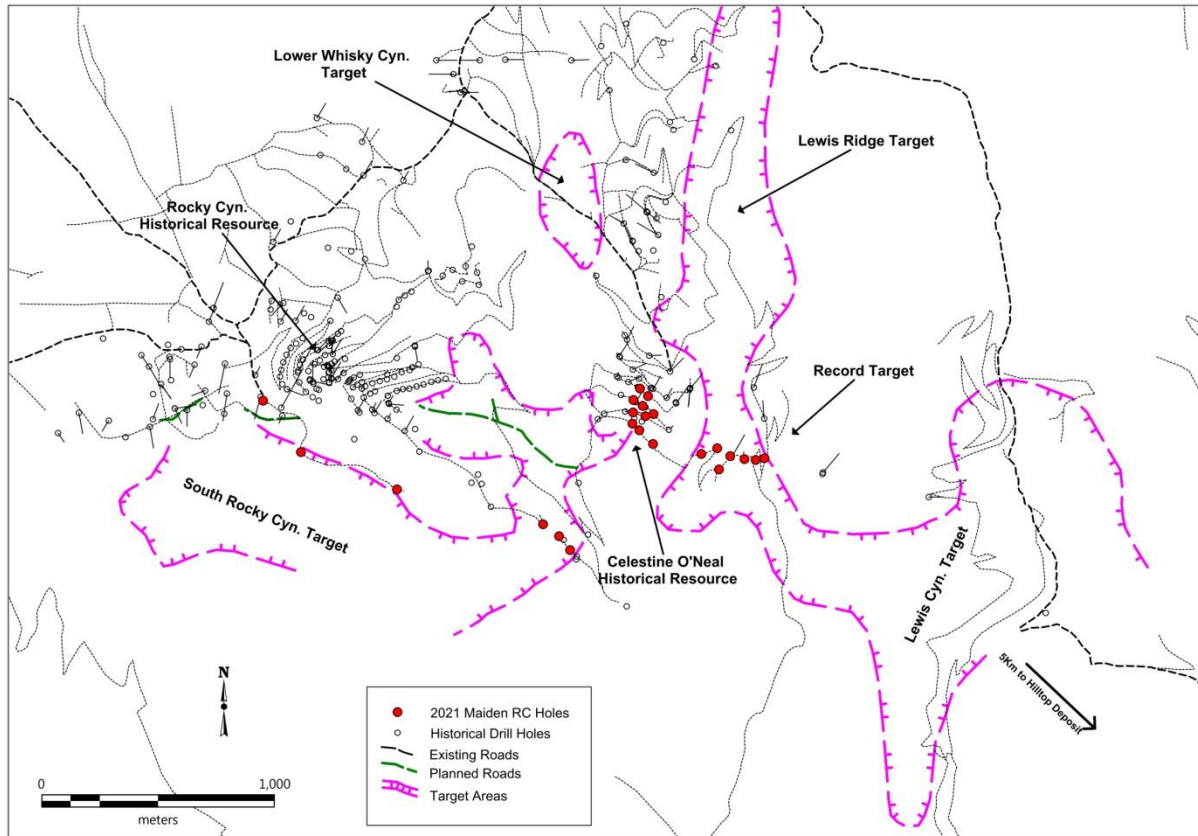 Lower Whisky Cyn.
Target
Lewis Ridge Target
Rocky Cyn.
Historical Resource
Record Target
South Rocky Cyn. Target
Celestine O'Neal
Historical Resource
Lewis Cyn. Target
5Km to Hilltop Deposit
N
2021 Maiden RC Holes
Historical Drill Holes
Existing Roads
Planned Roads
Target Areas
0 1,000
meters